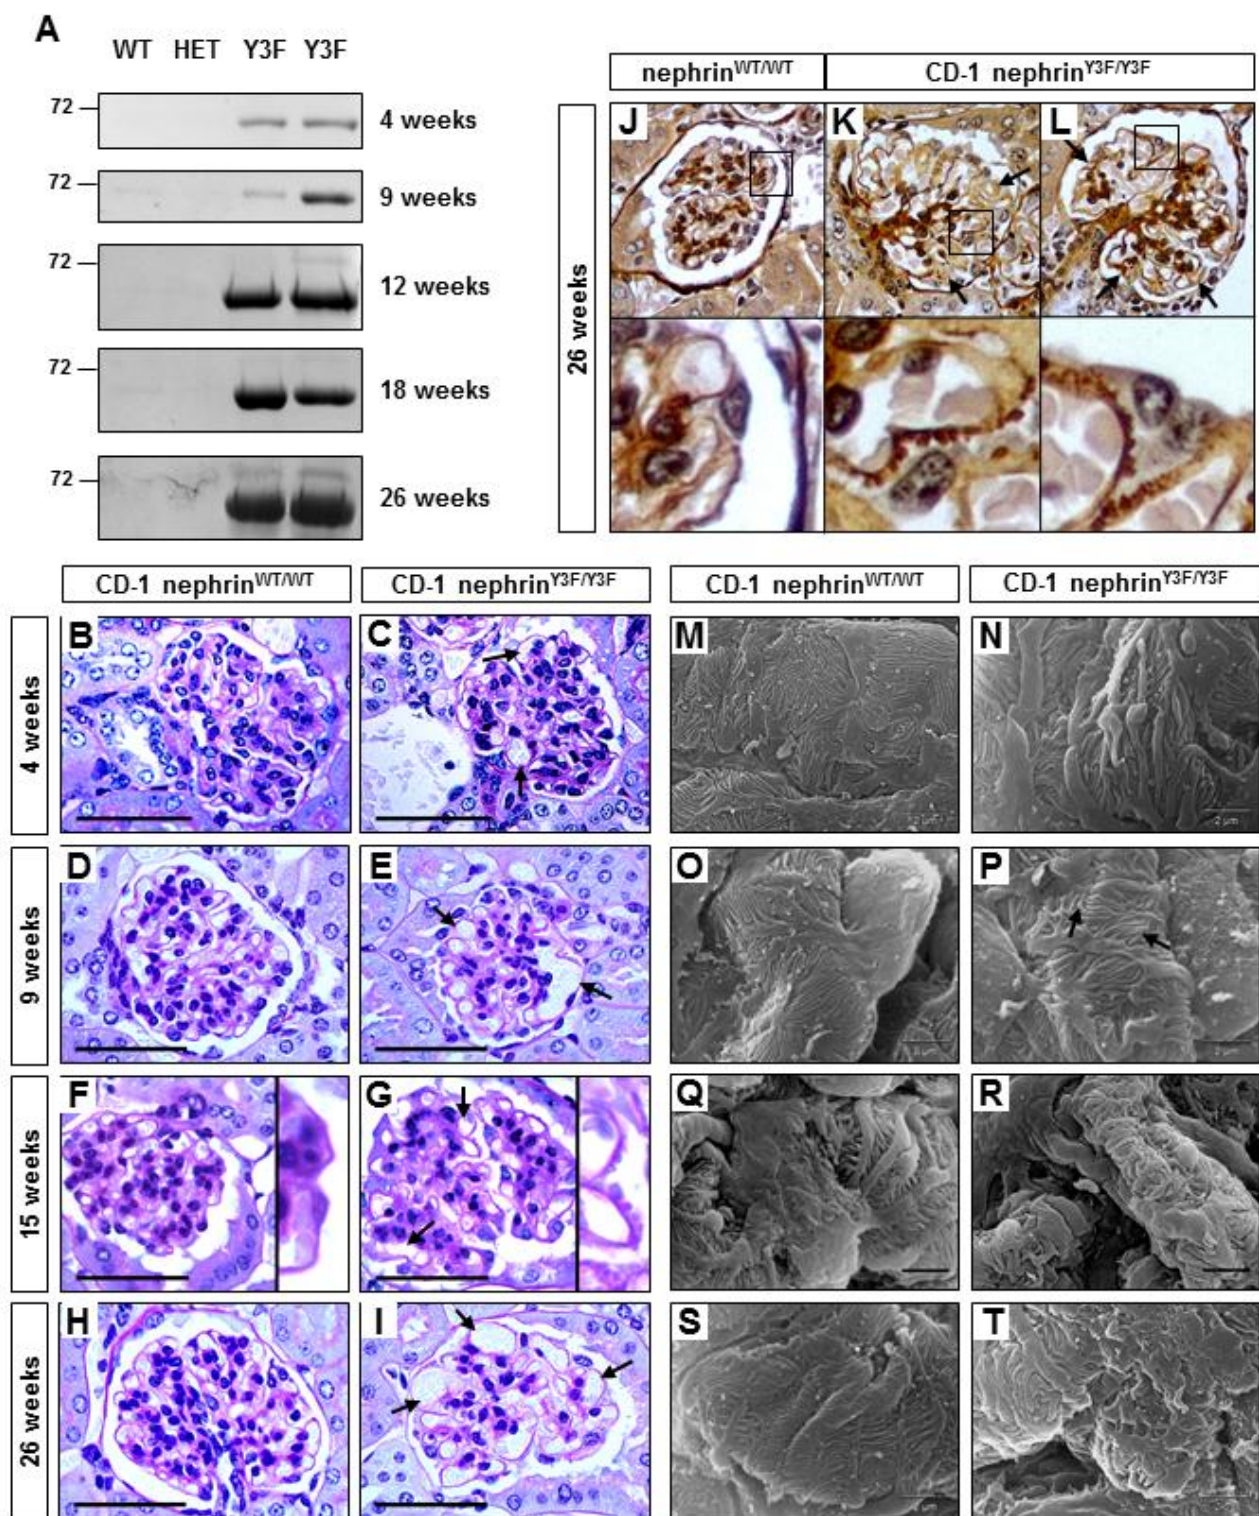 A
WT HET Y3F Y3F
72
4 weeks
72
9 weeks
72
12 weeks
72
18 weeks
72
26 weeks
nephrinWT/WT
CD-1 nephrinY3F/Y3F
26 weeks
J
K
L
CD-1 nephrinWT/WT
CD-1 nephrinY3F/Y3F
CD-1 nephrinWT/WT
CD-1 nephrinY3F/Y3F
4 weeks
B
C
M
N
2 µm
9 weeks
D
E
O
P
15 weeks
F
G
Q
R
26 weeks
H
I
S
T